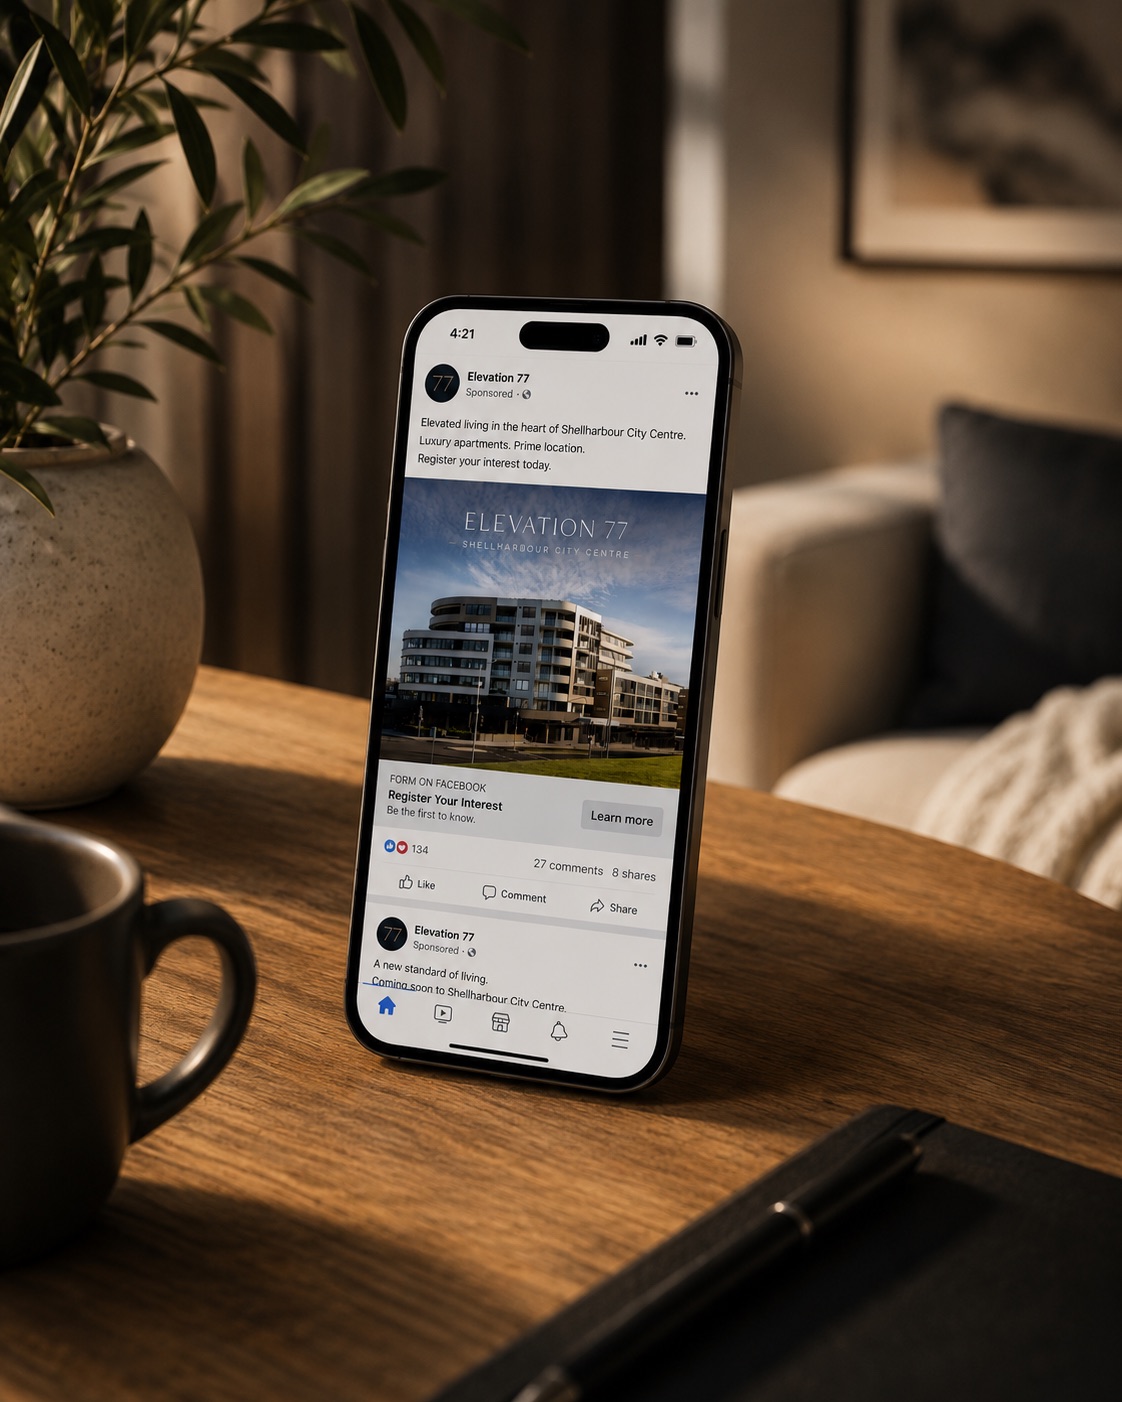 4:21
77
Elevation 77
Sponsored ·
Elevated living in the heart of Shellharbour City Centre.
Luxury apartments. Prime location.
Register your interest today.
ELEVATION 77
SHELLHARBOUR CITY CENTRE
FORM ON FACEBOOK
Register Your Interest
Be the first to know.
Learn more
134
27 comments 8 shares
Like
Comment
Share
77
Elevation 77
Sponsored ·
A new standard of living.
Coming soon to Shellharbour City Centre.